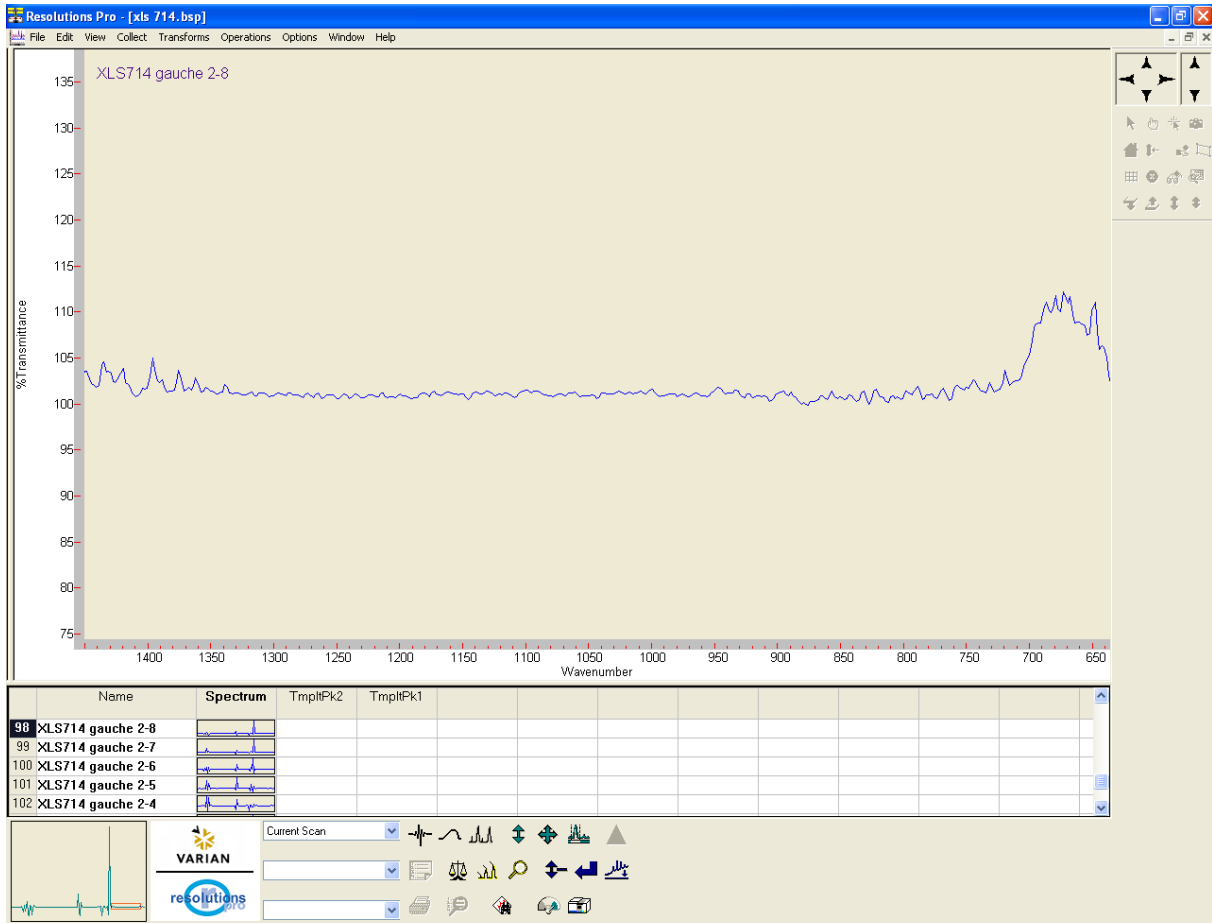 Resolutions Pro - [xls 714.bsp]
File Edit View Collect Transforms Operations Options Window Help
XLS714 gauche 2-8
135
130
125
120
115
110
105
100
95
90
85
80
75
%Transmittance
1400 1350 1300 1250 1200 1150 1100 1050 1000 950 900 850 800 750 700 650
Wavenumber
Name Spectrum TmpltPk2 TmpltPk1
98 XLS714 gauche 2-8
99 XLS714 gauche 2-7
100 XLS714 gauche 2-6
101 XLS714 gauche 2-5
102 XLS714 gauche 2-4
VARIAN
resolutions
pro
Current Scan